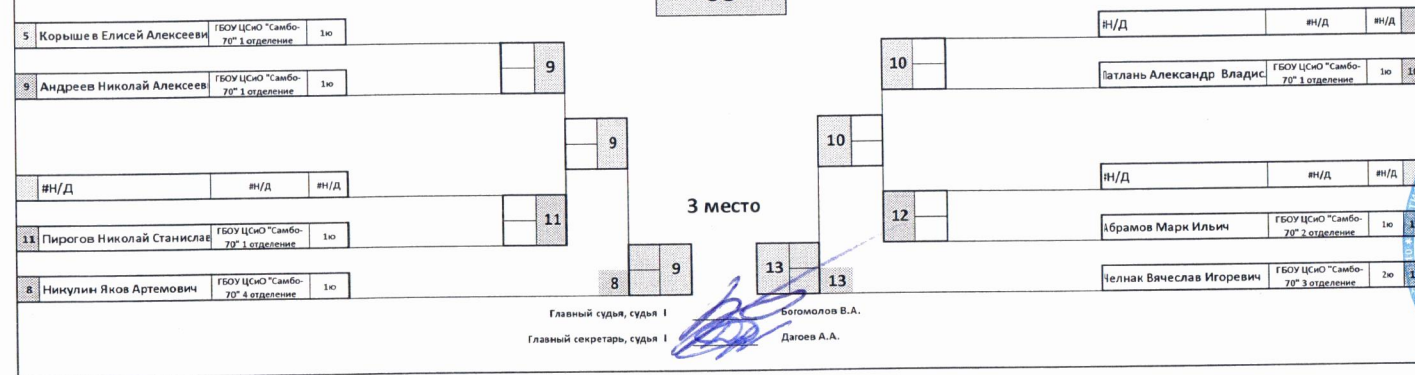 5 Корышев Елисей Алексееви ГБОУ ЦСиО "Самбо-70" 1 отделение 1ю
#Н/Д #Н/Д #Н/Д
9
10
9 Андреев Николай Алексеев ГБОУ ЦСиО "Самбо-70" 1 отделение 1ю
Патлань Александр Владис. ГБОУ ЦСиО "Самбо-70" 1 отделение 1ю
9
10
#Н/Д #Н/Д #Н/Д
#Н/Д #Н/Д #Н/Д
3 место
11
12
11 Пирогов Николай Станислав ГБОУ ЦСиО "Самбо-70" 1 отделение 1ю
Абрамов Марк Ильич ГБОУ ЦСиО "Самбо-70" 2 отделение 1ю
8 9
13 13
8 Никулин Яков Артемович ГБОУ ЦСиО "Самбо-70" 4 отделение 1ю
Челнак Вячеслав Игоревич ГБОУ ЦСиО "Самбо-70" 3 отделение 2ю
Главный судья, судья I Богомолов В.А.
Главный секретарь, судья I Дагоев А.А.